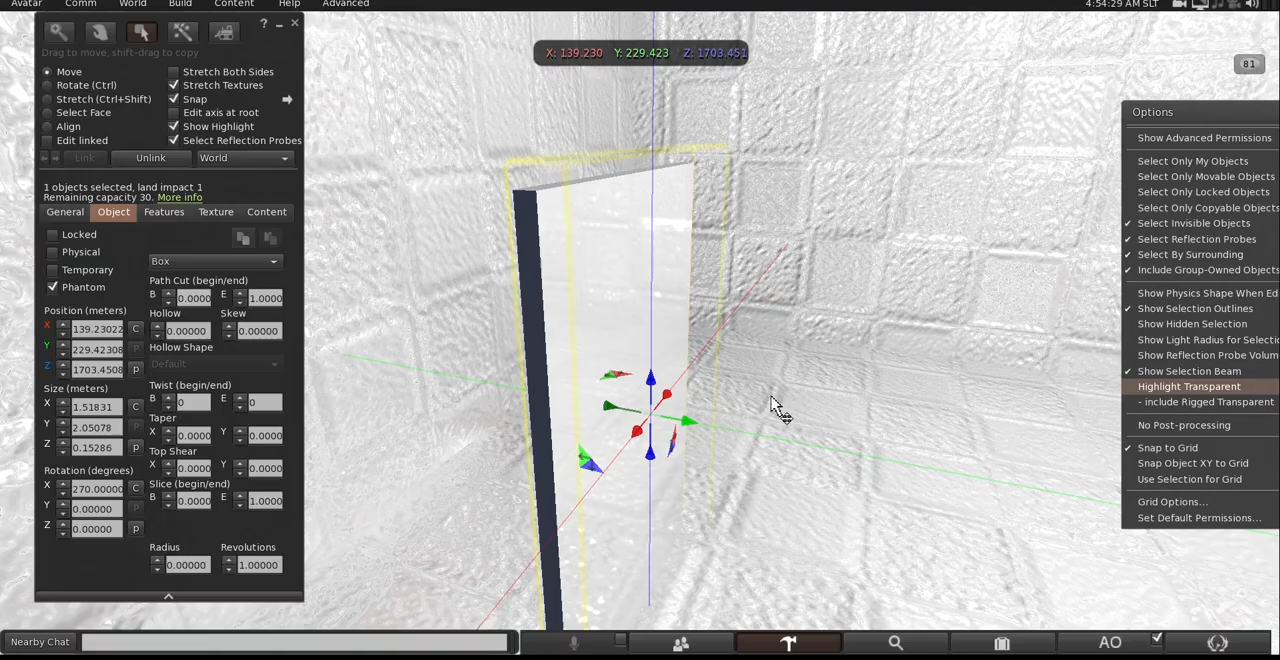 Avatar Comm World Build Content Help Advanced
4:54:29 AM SLT
? _ ×
Drag to move, shift-drag to copy
Move
Stretch Both Sides
Rotate (Ctrl)
Stretch Textures
Stretch (Ctrl+Shift)
Snap
Select Face
Edit axis at root
Align
Show Highlight
Edit linked
Select Reflection Probes
Link Unlink World
1 objects selected, land impact 1
Remaining capacity 30. More info
General Object Features Texture Content
Locked
Physical
Temporary
Phantom
Position (meters)
X 139.23022 C
Y 229.42308
Z 1703.4508 p
Size (meters)
X 1.51831 C
Y 2.05078
Z 0.15286 p
Rotation (degrees)
X 270.00000 C
Y 0.00000 P
Z 0.00000 p
Box
Path Cut (begin/end)
B 0.0000 E 1.0000
Hollow Skew
0.00000 0.00000
Hollow Shape
Default
Twist (begin/end)
B 0 E 0
Taper
X 0.0000 Y 0.0000
Top Shear
X 0.0000 Y 0.0000
Slice (begin/end)
B 0.0000 E 1.0000
Radius Revolutions
0.00000 1.00000
X: 139.230 Y: 229.423 Z: 1703.451
81
Options
Show Advanced Permissions
Select Only My Objects
Select Only Movable Objects
Select Only Locked Objects
Select Only Copyable Objects
Select Invisible Objects
Select Reflection Probes
Select By Surrounding
Include Group-Owned Objects
Show Physics Shape When Ed
Show Selection Outlines
Show Hidden Selection
Show Light Radius for Selectio
Show Reflection Probe Volum
Show Selection Beam
Highlight Transparent
- include Rigged Transparent
No Post-processing
Snap to Grid
Snap Object XY to Grid
Use Selection for Grid
Grid Options...
Set Default Permissions...
Nearby Chat
AO